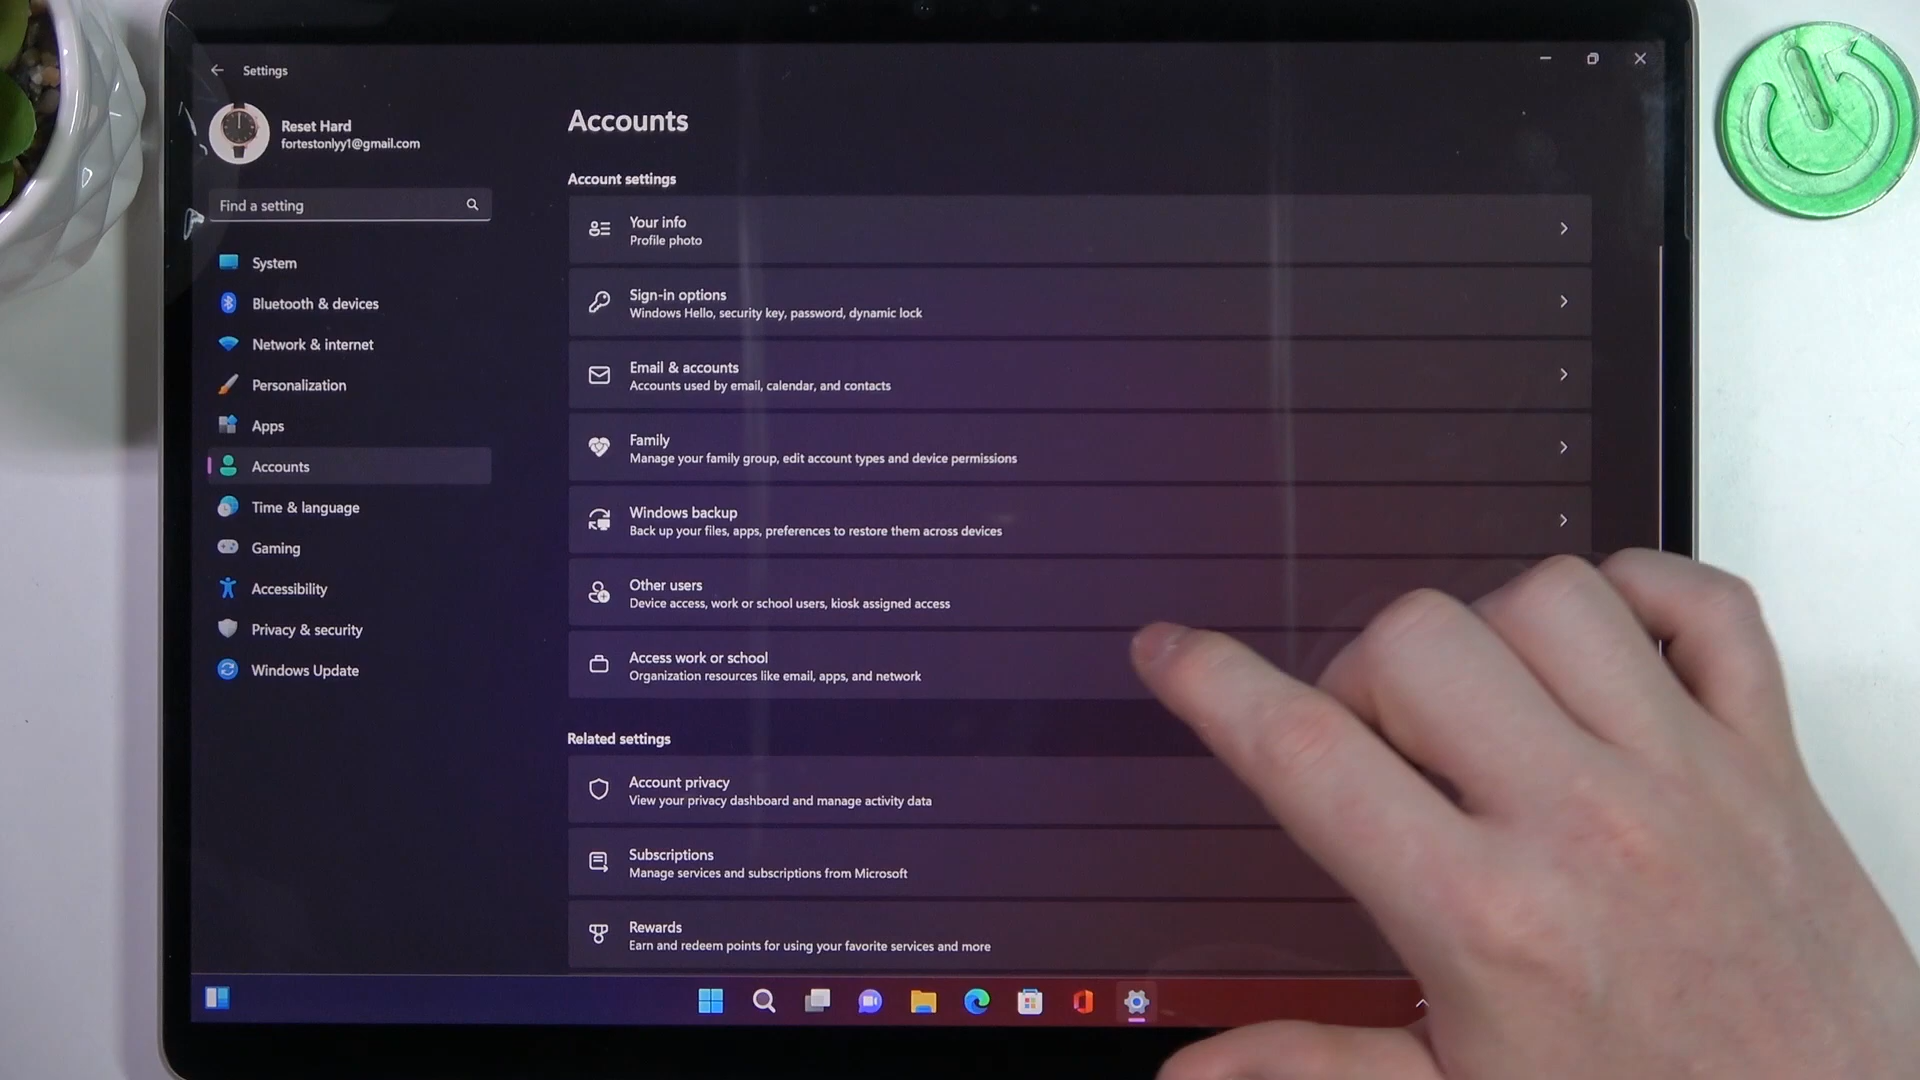 Settings
Reset Hard
fortestonlyy1@gmail.com
Find a setting
System
Bluetooth & devices
Network & internet
Personalization
Apps
Accounts
Time & language
Gaming
Accessibility
Privacy & security
Windows Update
Accounts
Account settings
Your info
Profile photo
Sign-in options
Windows Hello, security key, password, dynamic lock
Email & accounts
Accounts used by email, calendar, and contacts
Family
Manage your family group, edit account types and device permissions
Windows backup
Back up your files, apps, preferences to restore them across devices
Other users
Device access, work or school users, kiosk assigned access
Access work or school
Organization resources like email, apps, and network
Related settings
Account privacy
View your privacy dashboard and manage activity data
Subscriptions
Manage services and subscriptions from Microsoft
Rewards
Earn and redeem points for using your favorite services and more